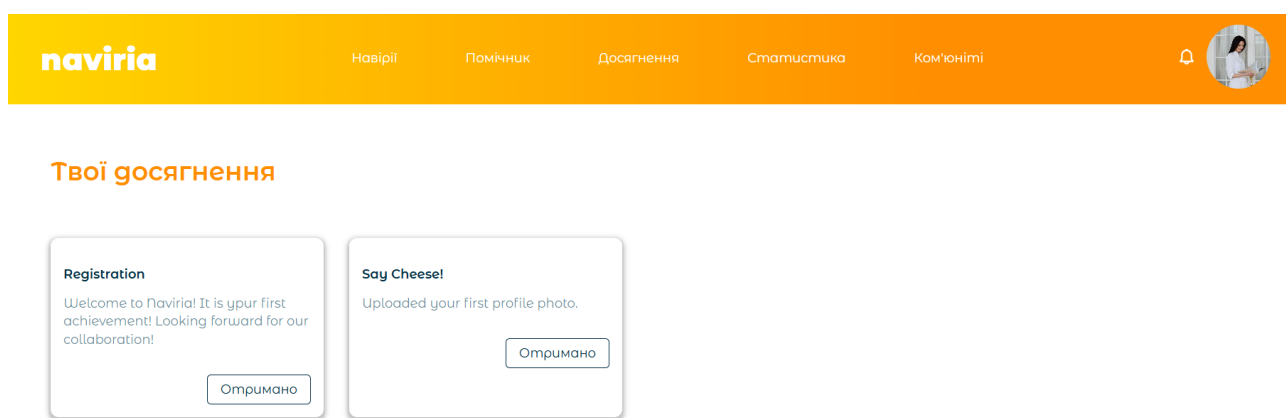 naviria
Навірії
Помічник
Досягнення
Статистика
Ком'юніті
Твої досягнення
Registration
Welcome to Naviria! It is ypur first
achievement! Looking forward for our
collaboration!
Отримано
Say Cheese!
Uploaded your first profile photo.
Отримано